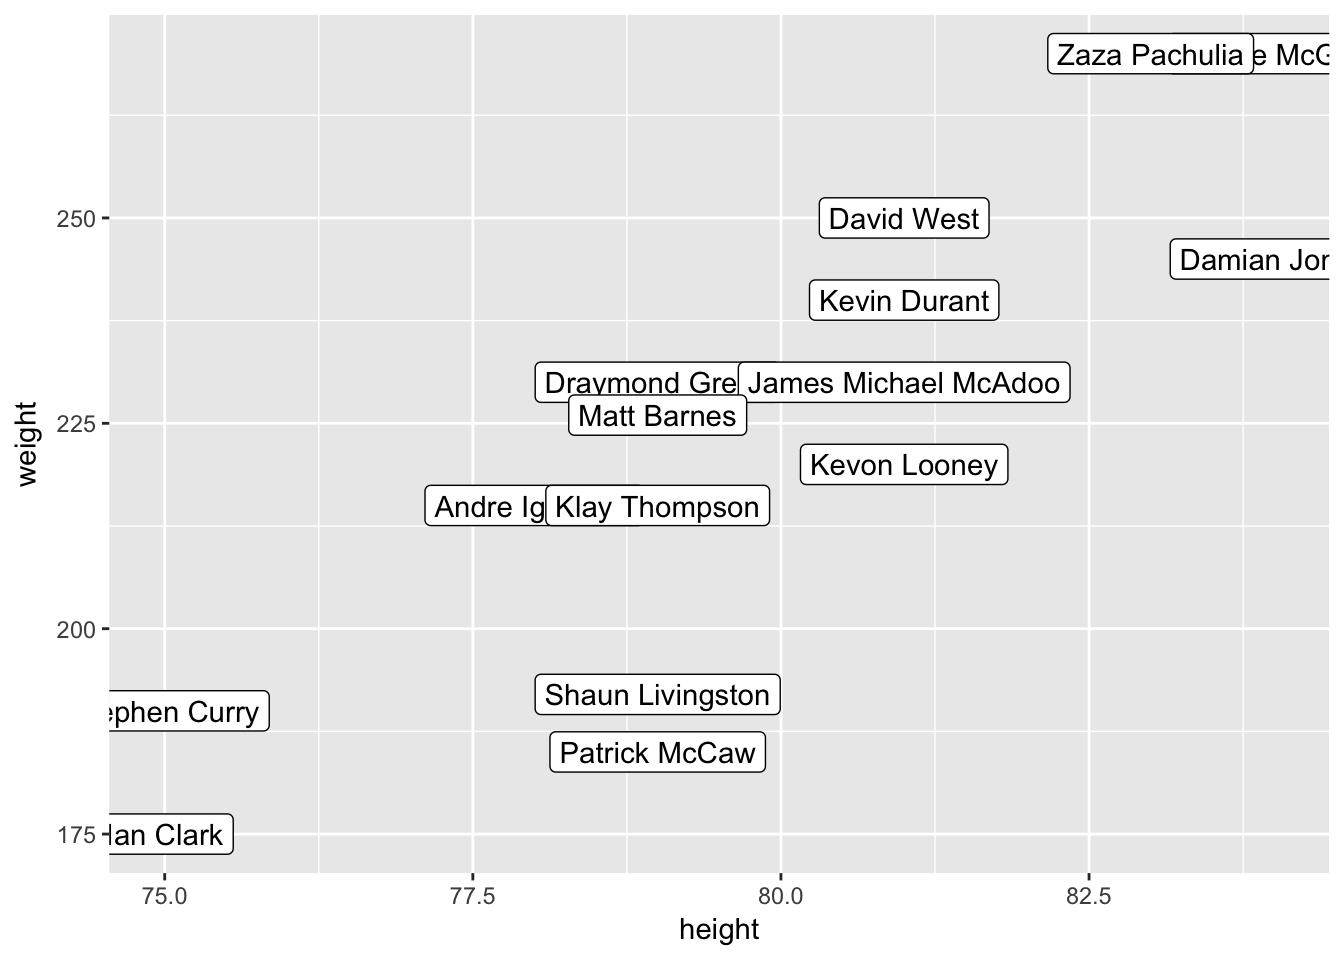 Zaza Pachulia
e McG
250
David West
Damian Jor
Kevin Durant
Draymond Gre
James Michael McAdoo
225
Matt Barnes
Kevon Looney
Andre Ig
Klay Thompson
200
Shaun Livingston
ephen Curry
Patrick McCaw
175
lan Clark
75.0
77.5
80.0
82.5
height
weight